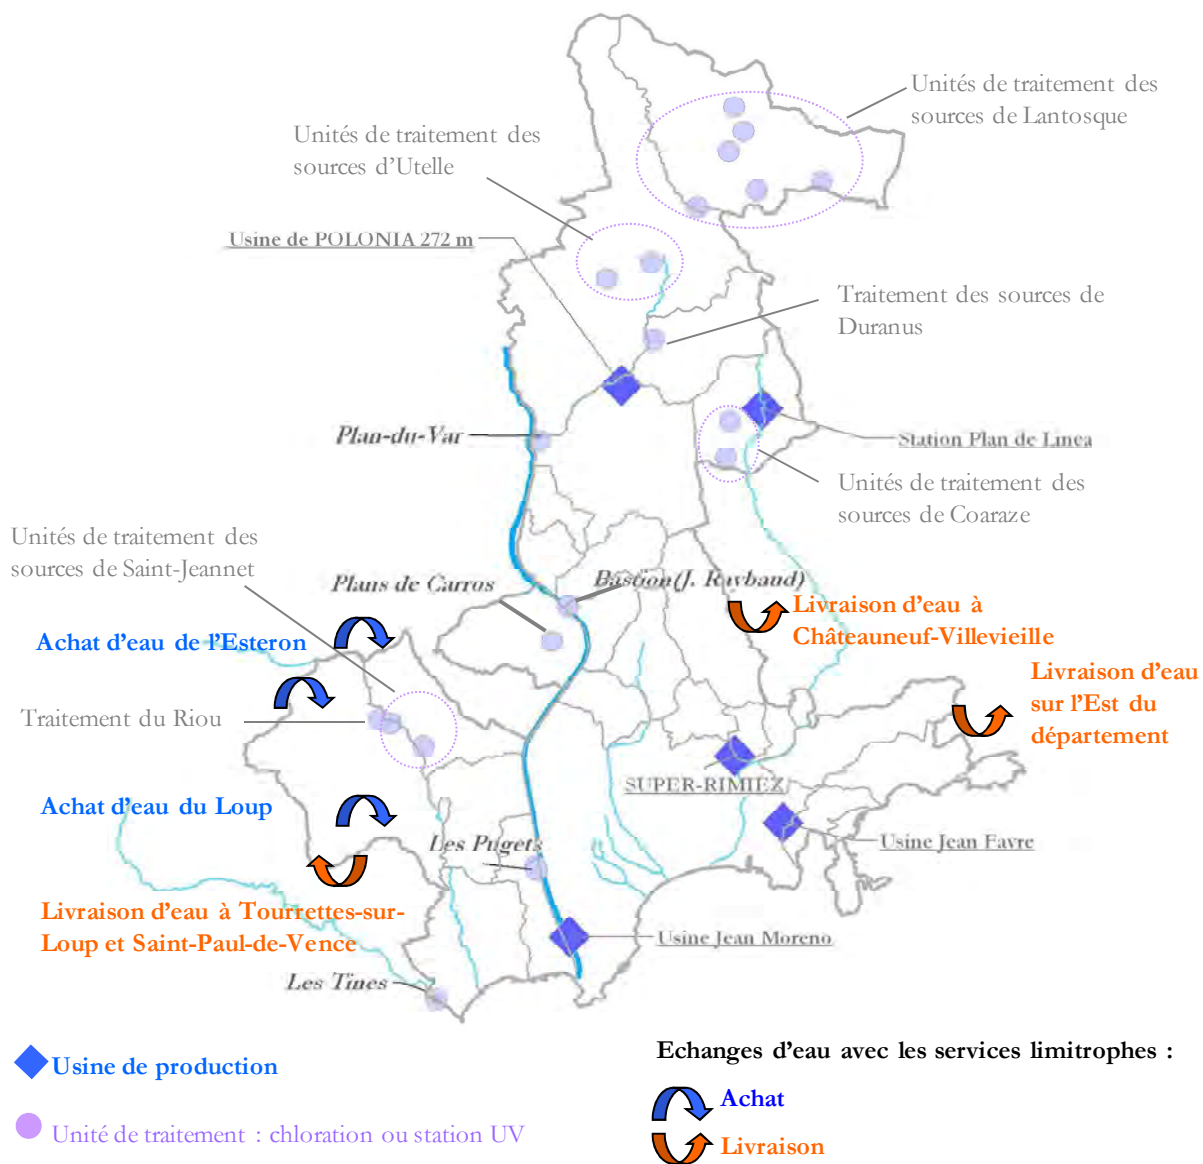 Unités de traitement des
sources de Lantosque
Unités de traitement des
sources d'Utelle
Usine de POLONIA 272 m
Traitement des sources de
Duranus
Plan-du-Var
Station Plan de Linea
Unités de traitement des
sources de Coaraze
Unités de traitement des
sources de Saint-Jeannet
Plans de Carros
Bastion(J. Raybaud)
Livraison d'eau à
Châteauneuf-Villevieille
Achat d'eau de l'Esteron
Livraison d'eau
sur l'Est du
département
Traitement du Riou
SUPER-RIMIEZ
Achat d'eau du Loup
Les Pugets
Usine Jean Favre
Livraison d'eau à Tourrettes-sur-
Loup et Saint-Paul-de-Vence
Usine Jean Moreno
Les Tines
Usine de production
Unité de traitement : chloration ou station UV
Echanges d'eau avec les services limitrophes :
Achat
Livraison